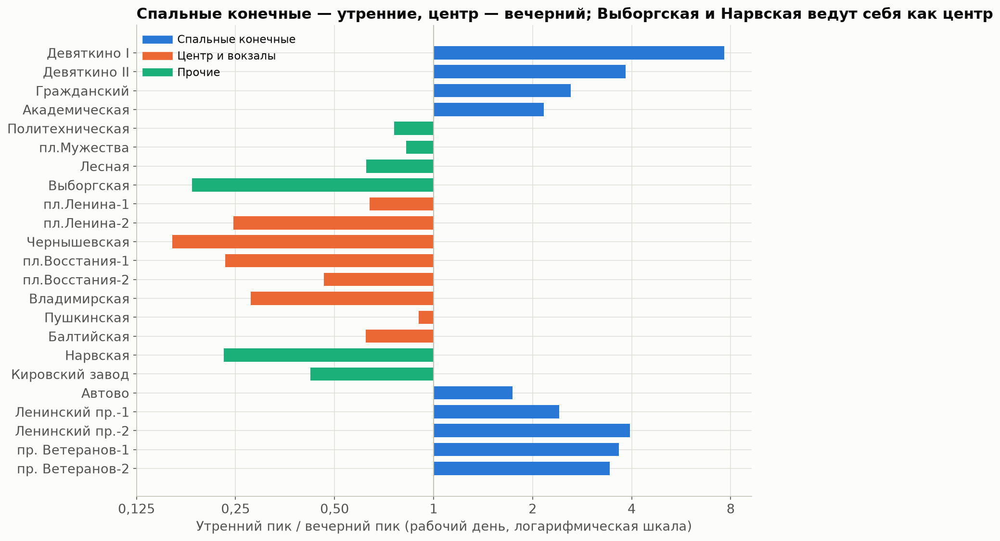 Спальные конечные — утренние, центр — вечерний; Выборгская и Нарвская ведут себя как центр
Спальные конечные
Центр и вокзалы
Прочие
Девяткино I
Девяткино II
Гражданский
Академическая
Политехническая
пл.Мужества
Лесная
Выборгская
пл.Ленина-1
пл.Ленина-2
Чернышевская
пл.Восстания-1
пл.Восстания-2
Владимирская
Пушкинская
Балтийская
Нарвская
Кировский завод
Автово
Ленинский пр.-1
Ленинский пр.-2
пр. Ветеранов-1
пр. Ветеранов-2
0,125 0,25 0,50 1 2 4 8
Утренний пик / вечерний пик (рабочий день, логарифмическая шкала)